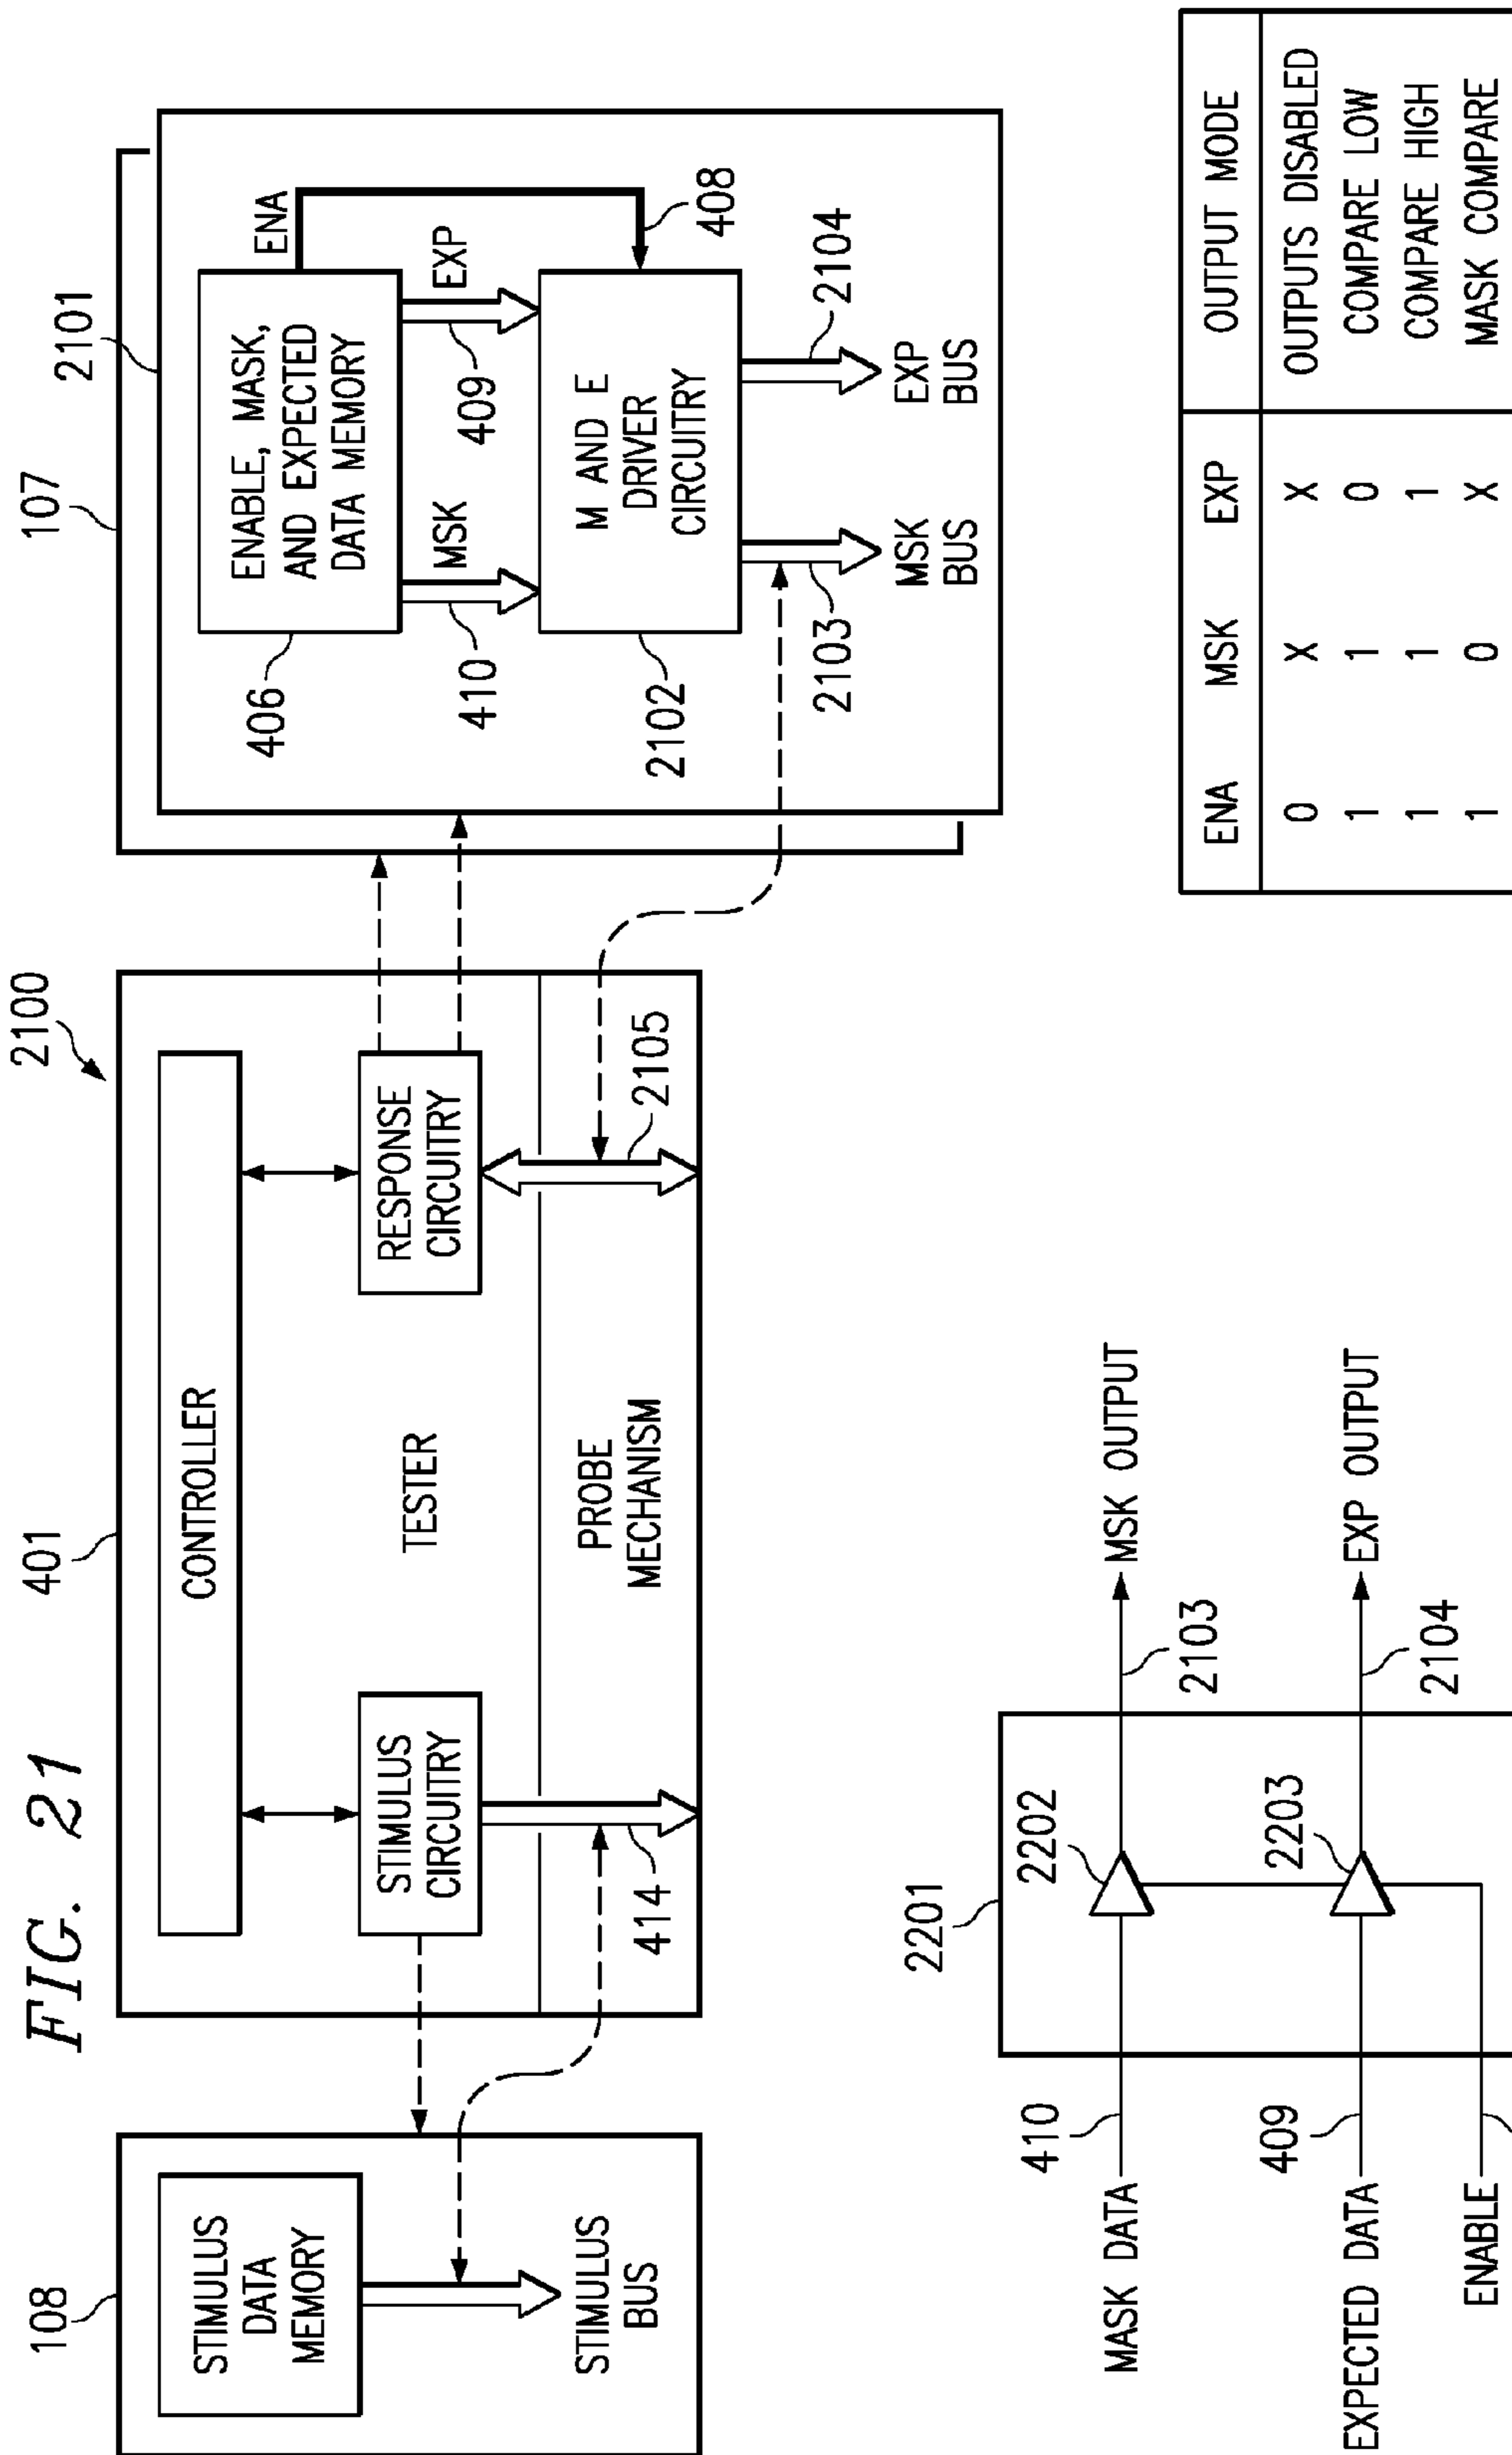 FIG. 21
2100
401
CONTROLLER
STIMULUS
CIRCUITRY
TESTER
RESPONSE
CIRCUITRY
414
PROBE
MECHANISM
2105
108
STIMULUS
DATA
MEMORY
STIMULUS
BUS
107
2101
ENABLE, MASK,
AND EXPECTED
DATA MEMORY
406
ENA
MSK
EXP
410
409
408
M AND E
DRIVER
CIRCUITRY
2102
2103
2104
MSK
BUS
EXP
BUS
2201
410
MASK DATA
2202
2103
MSK OUTPUT
409
EXPECTED DATA
2203
2104
EXP OUTPUT
ENABLE
ENA MSK EXP OUTPUT MODE
0 X X OUTPUTS DISABLED
1 1 0 COMPARE LOW
1 1 1 COMPARE HIGH
1 0 X MASK COMPARE